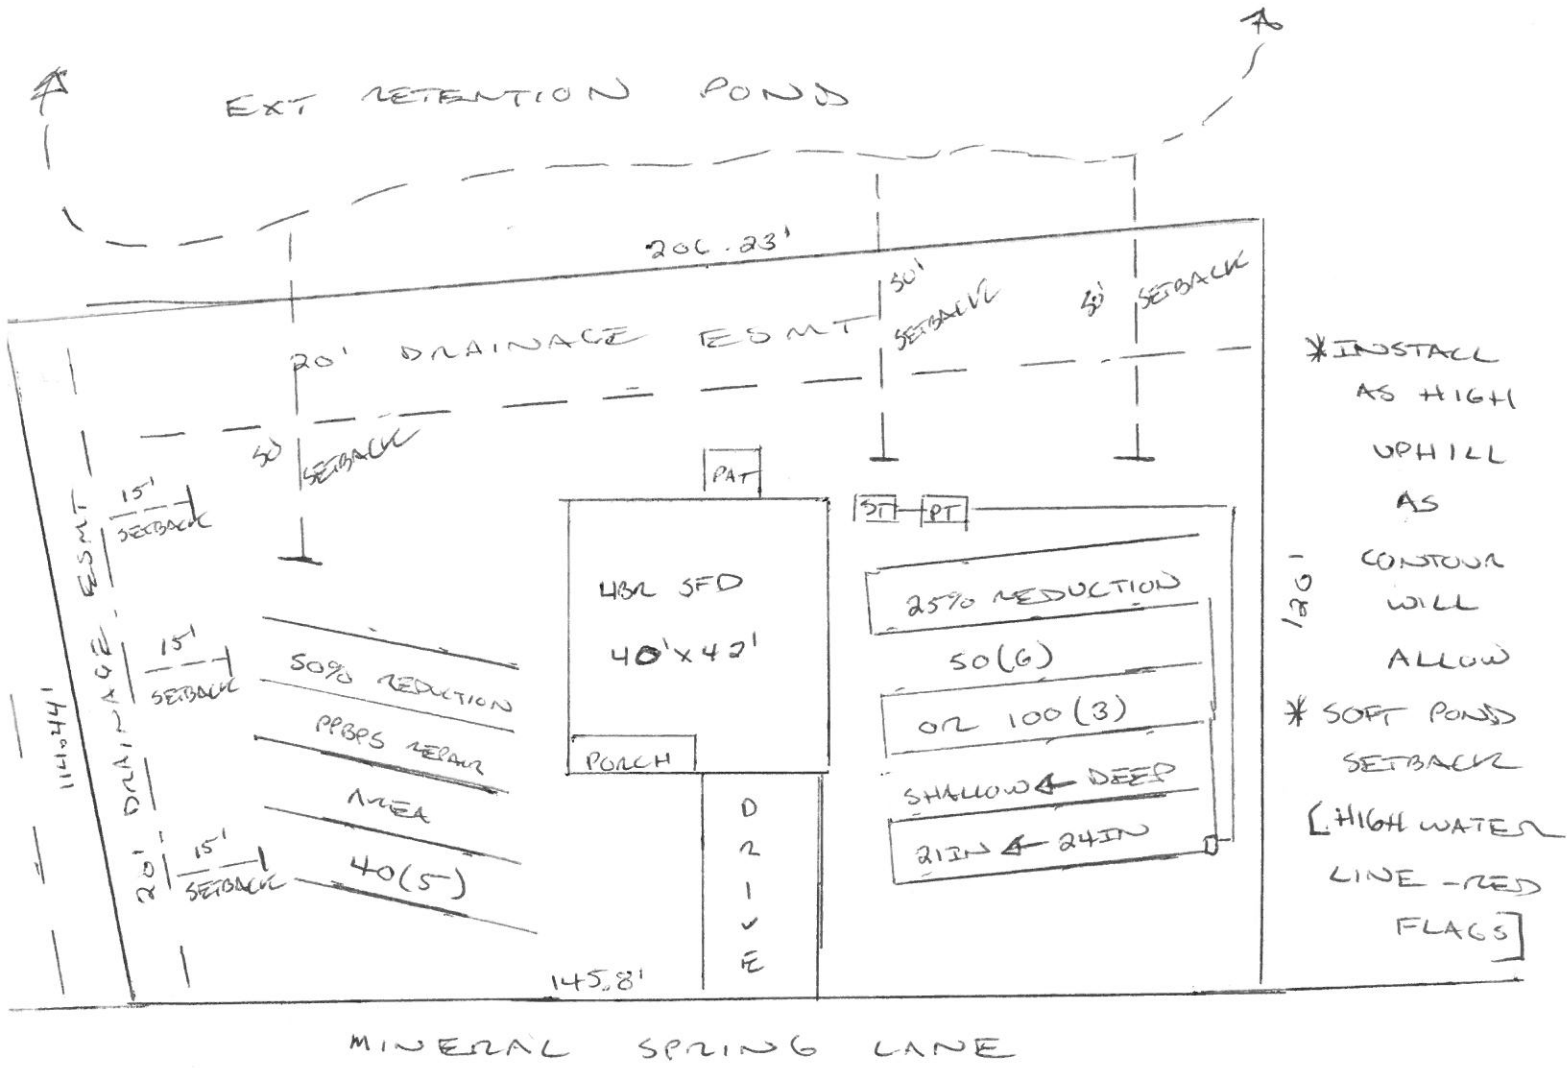 EXT RETENTION POND
206.23'
20' DRAINAGE ESMT
50' SETBACK
50' SETBACK
50' SETBACK
15' SETBACK
15' SETBACK
15' SETBACK
20' DRAINAGE ESMT
114.44'
PAT
4BR SFD
40'X42'
PORCH
DRIVE
ST
PT
50% REDUCTION
PPBPS REPAIR
AREA
40(5)
25% REDUCTION
50(6)
OR 100(3)
SHALLOW ← DEEP
21IN ← 24IN
120'
*INSTALL
AS HIGH
UPHILL
AS
CONTOUR
WILL
ALLOW
* SOFT POND
SETBACK
[HIGH WATER
LINE - RED
FLAGS]
145.8'
MINERAL SPRING LANE